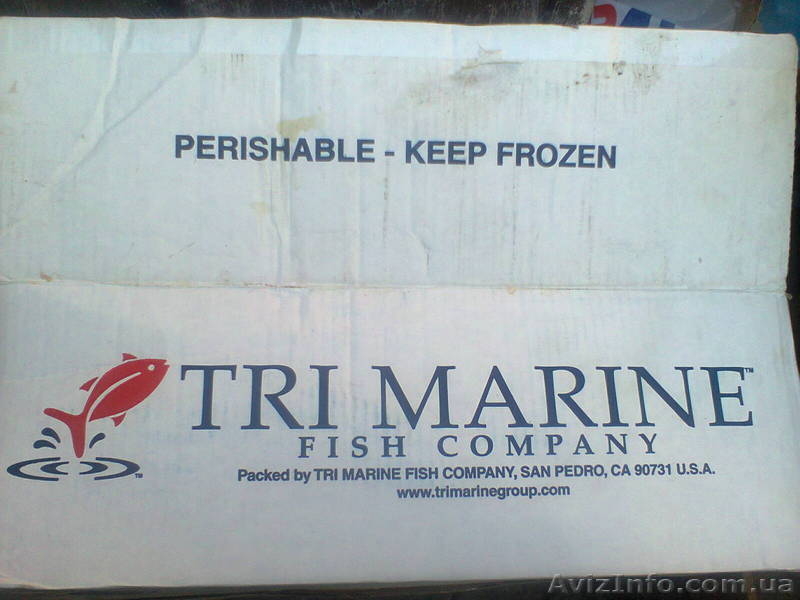 PERISHABLE - KEEP FROZEN
TRI MARINE™
FISH COMPANY
™
Packed by TRI MARINE FISH COMPANY, SAN PEDRO, CA 90731 U.S.A.
www.trimarinegroup.com
AvizInfo.com.ua